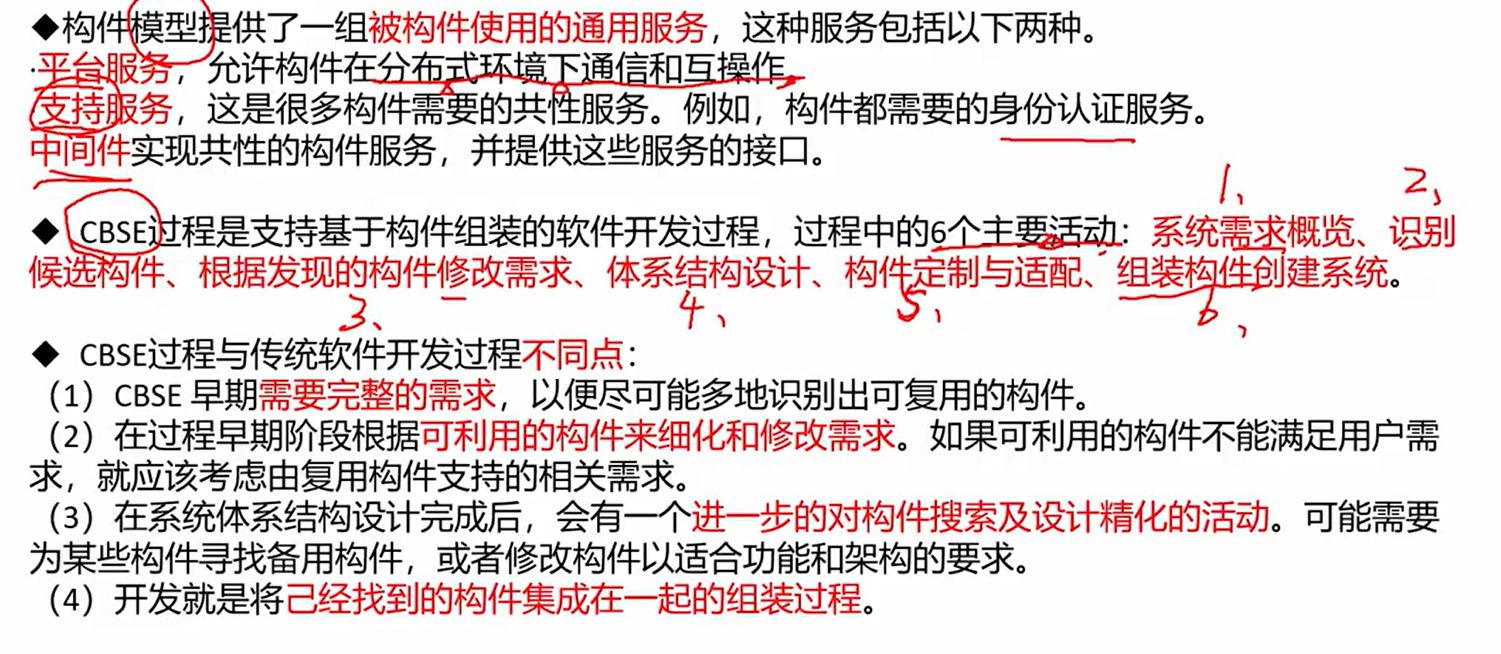 ◆构件模型提供了一组被构件使用的通用服务，这种服务包括以下两种。
·平台服务，允许构件在分布式环境下通信和互操作。
支持服务，这是很多构件需要的共性服务。例如，构件都需要的身份认证服务。
中间件实现共性的构件服务，并提供这些服务的接口。
1、 2、
◆ CBSE过程是支持基于构件组装的软件开发过程，过程中的6个主要活动：系统需求概览、识别
候选构件、根据发现的构件修改需求、体系结构设计、构件定制与适配、组装构件创建系统。
3、 4、 5、 6、
◆ CBSE过程与传统软件开发过程不同点：
（1）CBSE 早期需要完整的需求，以便尽可能多地识别出可复用的构件。
（2）在过程早期阶段根据可利用的构件来细化和修改需求。如果可利用的构件不能满足用户需
求，就应该考虑由复用构件支持的相关需求。
（3）在系统体系结构设计完成后，会有一个进一步的对构件搜索及设计精化的活动。可能需要
为某些构件寻找备用构件，或者修改构件以适合功能和架构的要求。
（4）开发就是将己经找到的构件集成在一起的组装过程。